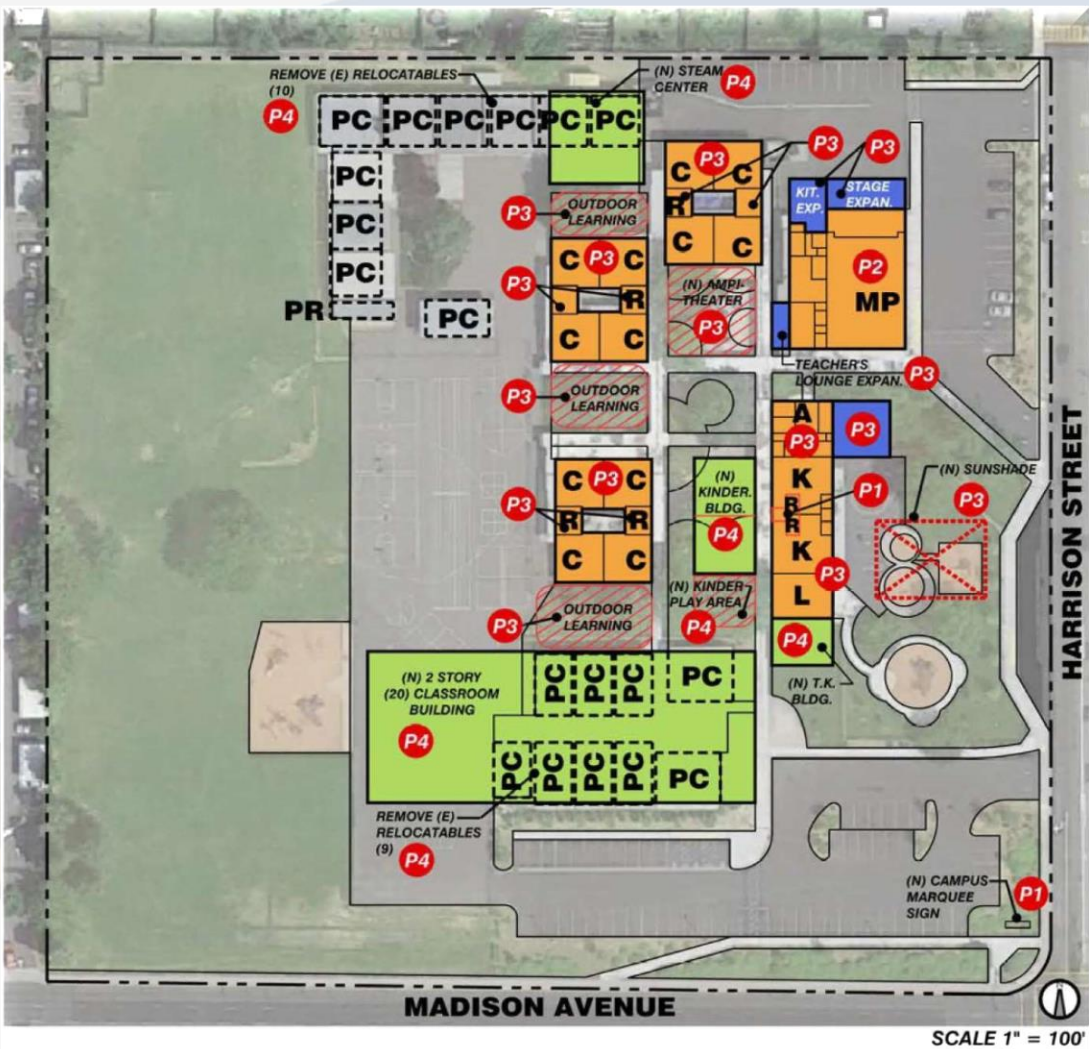 REMOVE (E) RELOCATABLES
(10)
P4
(N) STEAM
CENTER
P4
PC PC PC PC PC PC
PC
PC
PC
PR
PC
P3
OUTDOOR
LEARNING
P3
C C
R
C C
P3
P3
KIT.
EXP.
STAGE
EXPAN.
P2
MP
P3
C C
P3
R
C C
(N) AMPI-
THEATER
P3
TEACHER'S
LOUNGE EXPAN.
P3
P3
OUTDOOR
LEARNING
A
P3
P3
K
B
R
R
P1
K
L
P3
(N) SUNSHADE
P3
P3
C C
P3
R R
C C
(N)
KINDER.
BLDG.
P4
(N) KINDER
PLAY AREA
P4
P3
OUTDOOR
LEARNING
P4
(N) T.K.
BLDG.
(N) 2 STORY
(20) CLASSROOM
BUILDING
P4
PC PC PC PC
PC PC PC PC PC
REMOVE (E)
RELOCATABLES
(9)
P4
(N) CAMPUS
MARQUEE
SIGN
P1
HARRISON STREET
MADISON AVENUE
SCALE 1" = 100'